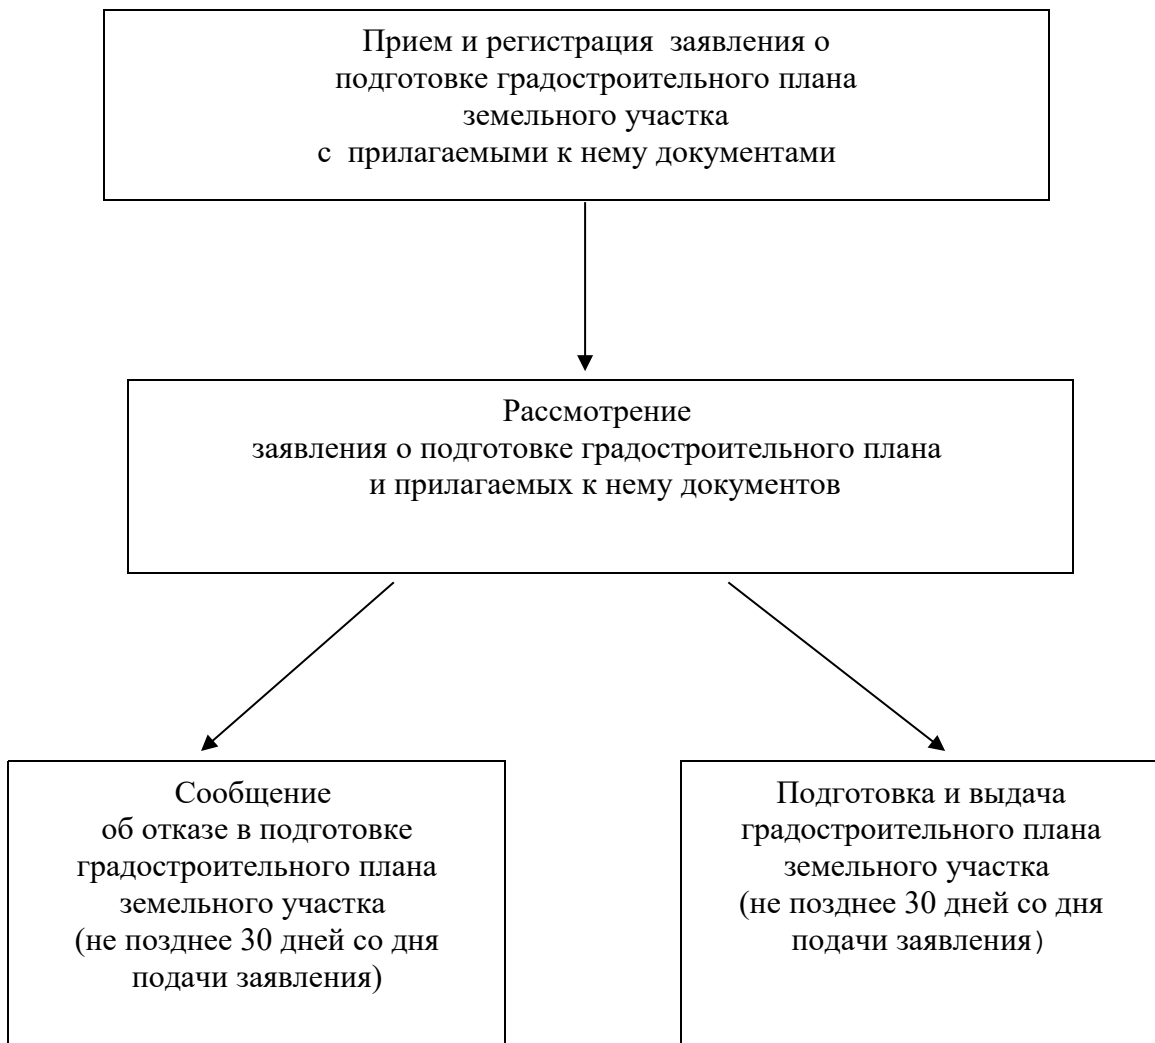 Прием и регистрация заявления о
подготовке градостроительного плана
земельного участка
с прилагаемыми к нему документами
Рассмотрение
заявления о подготовке градостроительного плана
и прилагаемых к нему документов
Сообщение
об отказе в подготовке
градостроительного плана
земельного участка
(не позднее 30 дней со дня
подачи заявления)
Подготовка и выдача
градостроительного плана
земельного участка
(не позднее 30 дней со дня
подачи заявления)